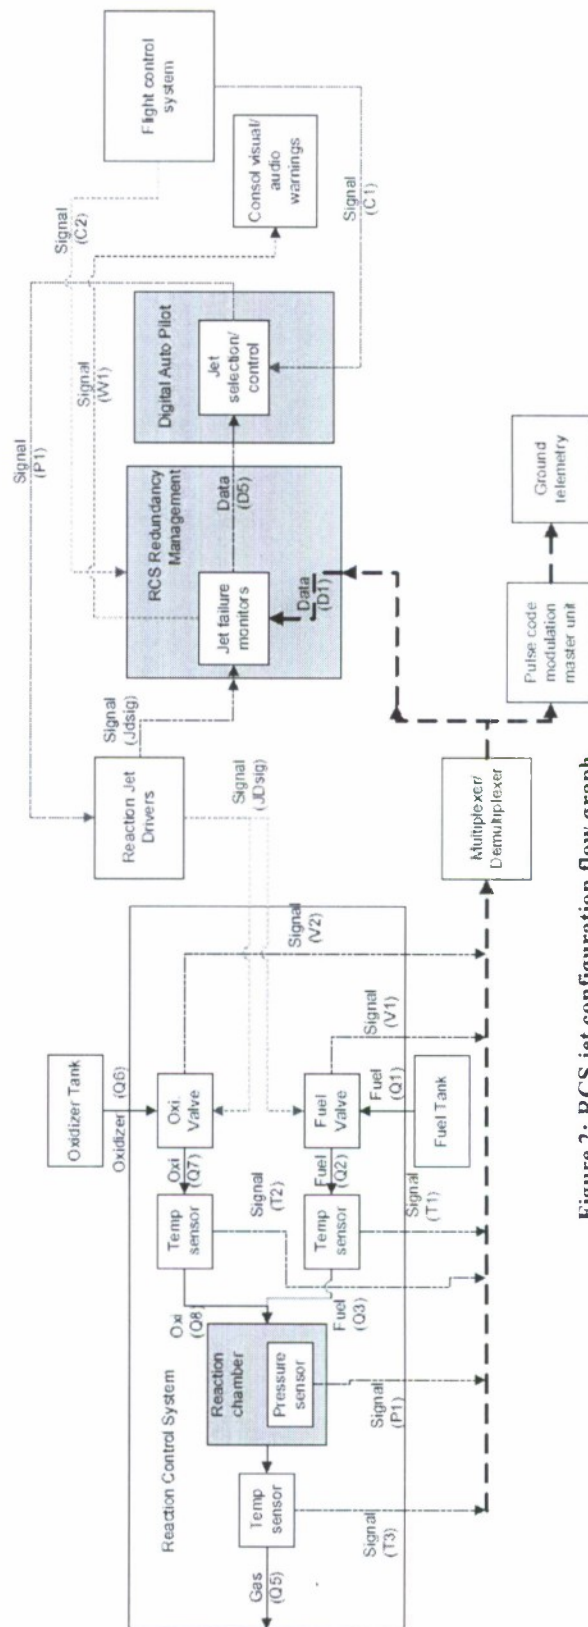 Flight control
system
Signal
(C2)
Consol visual/
audio
warnings
Signal
(C1)
Signal
(P1)
Signal
(W1)
Digital Auto Pilot
Jet
selection/
control
RCS Redundancy
Management
Data
(D5)
Jet failure
monitors
Data
(D1)
Ground
telemetry
Pulse code
modulation
master unit
Signal
(Jdsig)
Reaction Jet
Drivers
Signal
(JDsig)
Multiplexer/
Demultiplexer
Reaction Control System
Oxidizer Tank
Oxidizer (Q6)
Signal
(V2)
Oxi
Valve
Signal
(V1)
Fuel
Valve
Fuel
(Q1)
Fuel Tank
Oxi
(Q7)
Fuel
(Q2)
Temp
sensor
Signal
(T2)
Temp
sensor
Signal
(T1)
Oxi
(Q8)
Fuel
(Q3)
Reaction
chamber
Pressure
sensor
Signal
(P1)
Temp
sensor
Signal
(T3)
Gas
(Q5)
Figure 2: RCS jet configuration flow graph